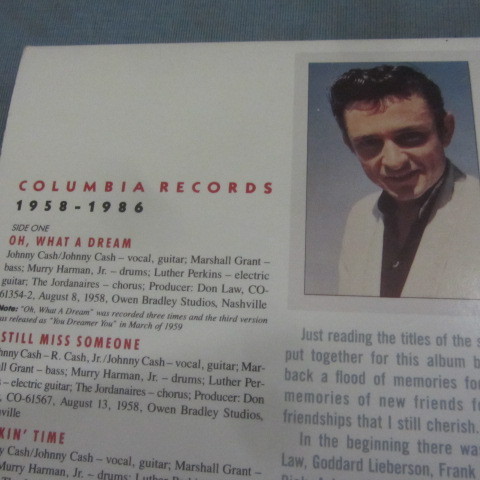 COLUMBIA RECORDS
1958-1986
SIDE ONE
OH, WHAT A DREAM
Johnny Cash/Johnny Cash – vocal, guitar; Marshall Grant –
bass; Murry Harman, Jr. – drums; Luther Perkins – electric
guitar; The Jordanaires – chorus; Producer: Don Law, CO-
61354-2, August 8, 1958, Owen Bradley Studios, Nashville
Note: "Oh, What A Dream" was recorded three times and the third version
was released as "You Dreamer You" in March of 1959
STILL MISS SOMEONE
Johnny Cash – R. Cash, Jr./Johnny Cash – vocal, guitar; Mar-
ll Grant – bass; Murry Harman, Jr. – drums; Luther Per-
– electric guitar; The Jordanaires – chorus; Producer: Don
CO-61567, August 13, 1958, Owen Bradley Studios,
ville
KIN' TIME
y Cash/Johnny Cash – vocal, guitar; Marshall Grant –
Murry Harman, Jr. – drums; Luther
Just reading the titles of the s
put together for this album b
back a flood of memories fo
memories of new friends f
friendships that I still cherish.
In the beginning there wa
Law, Goddard Lieberson, Frank